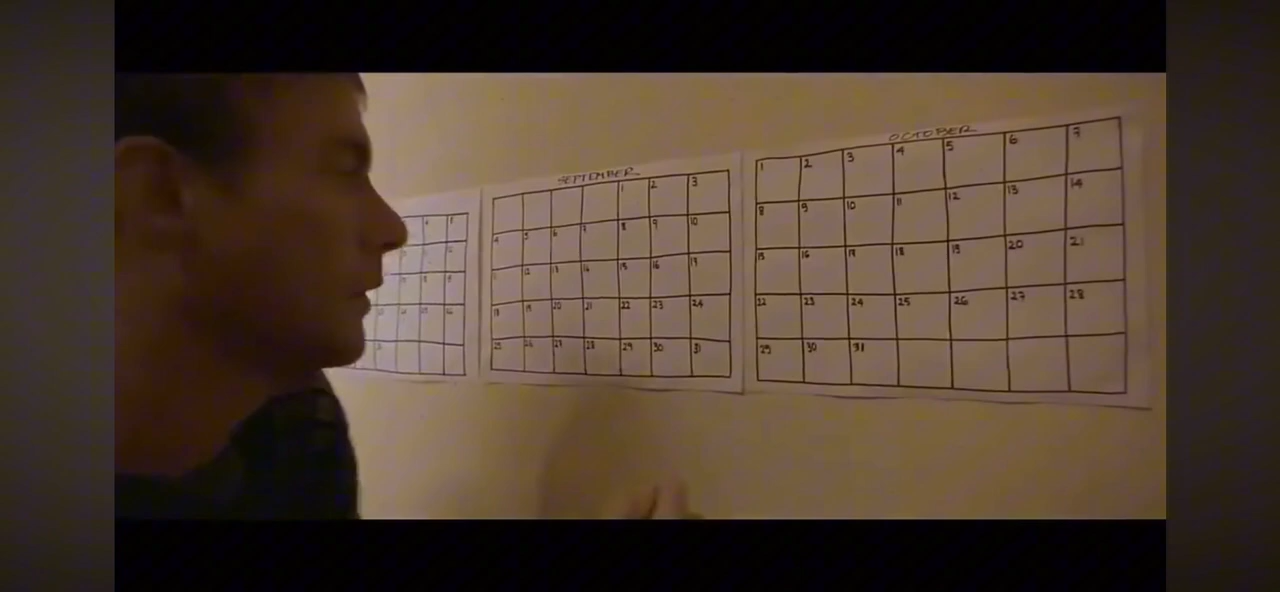 SEPTEMBER
1 2 3
4 5 6 7 8 9 10
12 13 14 15 16 17
18 19 20 21 22 23 24
25 26 27 28 29 30 31
OCTOBER
1 2 3 4 5 6 7
8 9 10 11 12 13 14
15 16 17 18 19 20 21
22 23 24 25 26 27 28
29 30 31